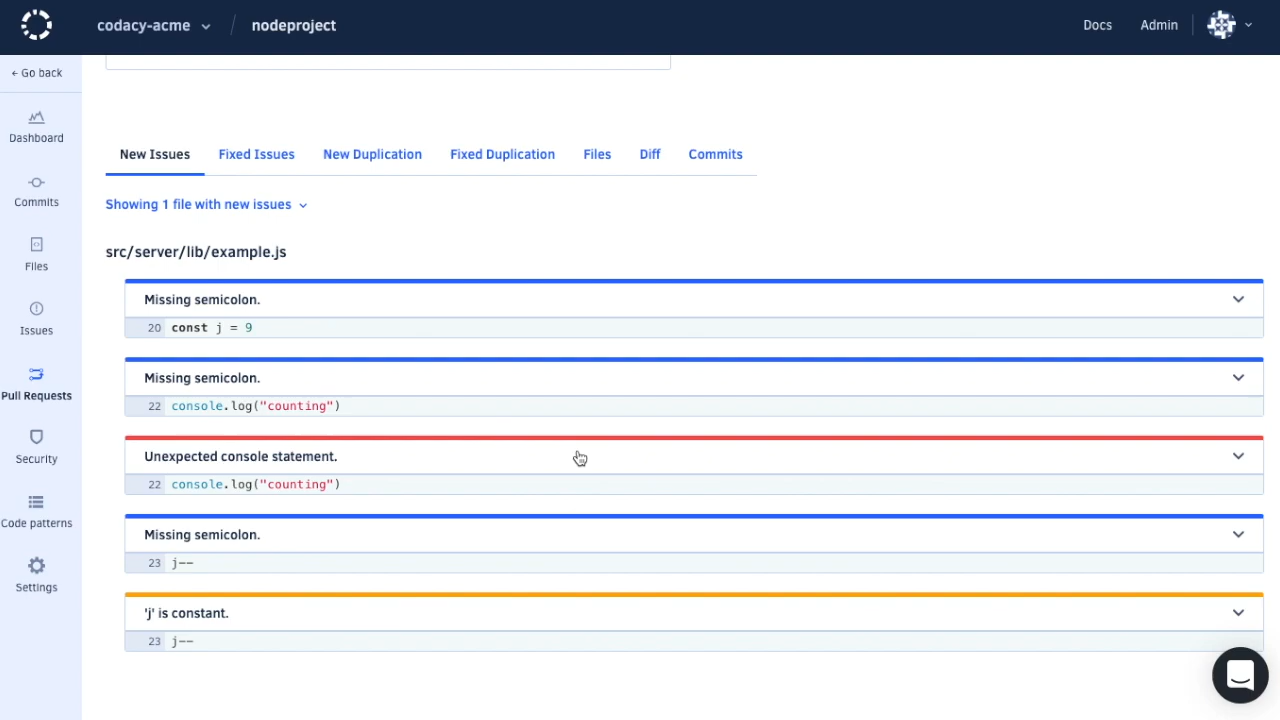 codacy-acme / nodeproject Docs Admin
← Go back
Dashboard
Commits
Files
Issues
Pull Requests
Security
Code patterns
Settings
New Issues Fixed Issues New Duplication Fixed Duplication Files Diff Commits
Showing 1 file with new issues
src/server/lib/example.js
Missing semicolon.
20 const j = 9
Missing semicolon.
22 console.log("counting")
Unexpected console statement.
22 console.log("counting")
Missing semicolon.
23 j--
'j' is constant.
23 j--